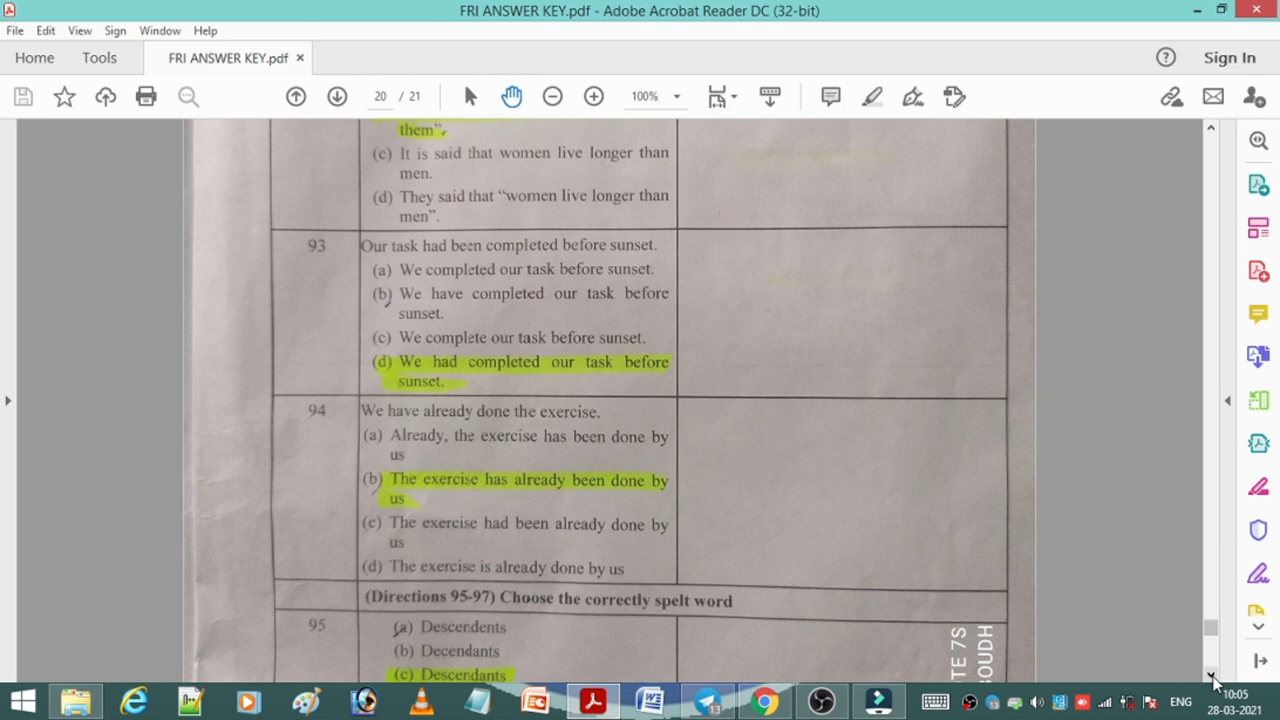 FRI ANSWER KEY.pdf - Adobe Acrobat Reader DC (32-bit)
File Edit View Sign Window Help
Home Tools FRI ANSWER KEY.pdf × Sign In
20 / 21 100%
them”.
(c) It is said that women live longer than
men.
(d) They said that “women live longer than
men”.
93 Our task had been completed before sunset.
(a) We completed our task before sunset.
(b) We have completed our task before
sunset.
(c) We complete our task before sunset.
(d) We had completed our task before
sunset.
94 We have already done the exercise.
(a) Already, the exercise has been done by
us
(b) The exercise has already been done by
us
(c) The exercise had been already done by
us
(d) The exercise is already done by us
(Directions 95-97) Choose the correctly spelt word
95 (a) Descendents
(b) Decendants
(c) Descendants
TE 7S
BOUDH
13
ENG
10:05
28-03-2021